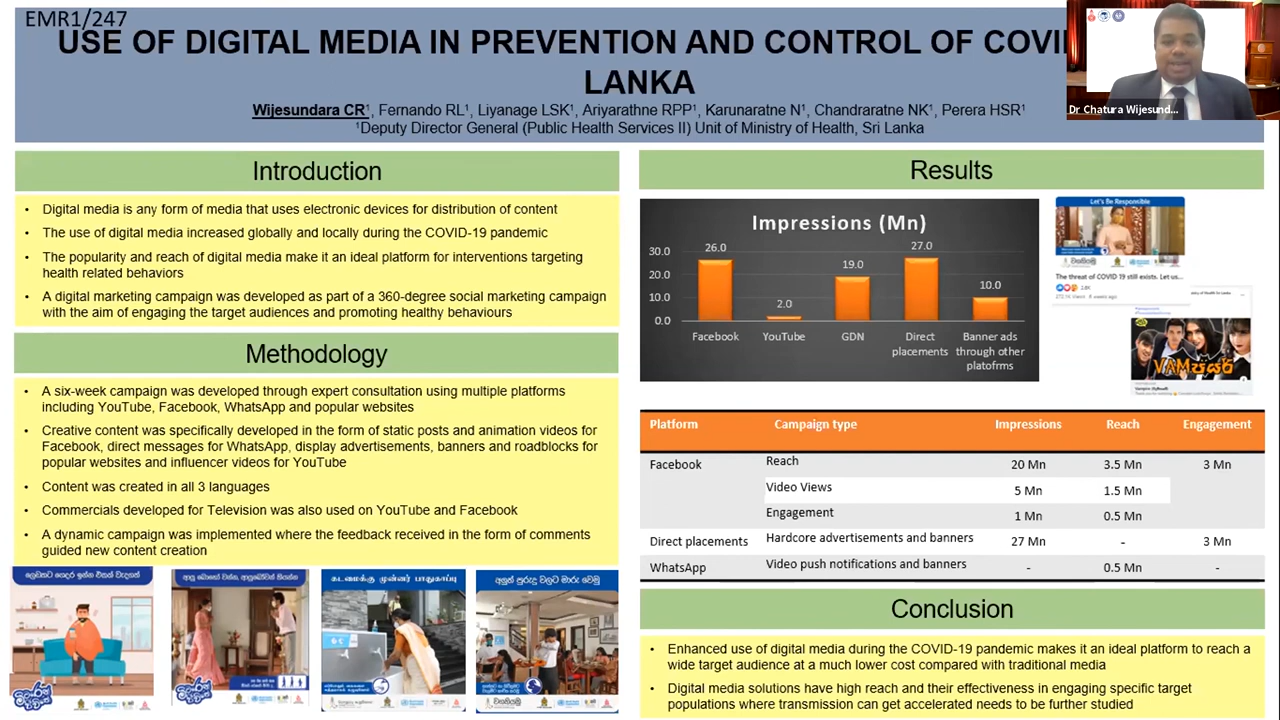 EMR1/247
USE OF DIGITAL MEDIA IN PREVENTION AND CONTROL OF COVI
LANKA
Wijesundara CR¹, Fernando RL¹, Liyanage LSK¹, Ariyarathne RPP¹, Karunaratne N¹, Chandraratne NK¹, Perera HSR¹
¹Deputy Director General (Public Health Services II) Unit of Ministry of Health, Sri Lanka
Dr Chatura Wijesund...
Introduction
• Digital media is any form of media that uses electronic devices for distribution of content
• The use of digital media increased globally and locally during the COVID-19 pandemic
• The popularity and reach of digital media make it an ideal platform for interventions targeting
health related behaviors
• A digital marketing campaign was developed as part of a 360-degree social marketing campaign
with the aim of engaging the target audiences and promoting healthy behaviours
Methodology
• A six-week campaign was developed through expert consultation using multiple platforms
including YouTube, Facebook, WhatsApp and popular websites
• Creative content was specifically developed in the form of static posts and animation videos for
Facebook, direct messages for WhatsApp, display advertisements, banners and roadblocks for
popular websites and influencer videos for YouTube
• Content was created in all 3 languages
• Commercials developed for Television was also used on YouTube and Facebook
• A dynamic campaign was implemented where the feedback received in the form of comments
guided new content creation
ලෙඩකට ගෙදර ඉන්න එකත් වැදගත්
කඩමැක්කු මුන්නර් පාතුකාප්පු
අලුත් පුරුදු වලට මාරු වෙමු
Results
Impressions (Mn)
30.0
20.0
10.0
0.0
26.0
2.0
19.0
27.0
10.0
Facebook
YouTube
GDN
Direct
placements
Banner ads
through other
platofrms
Let's Be Responsible
The threat of COVID 19 still exists. Let us...
Platform Campaign type Impressions Reach Engagement
Facebook Reach 20 Mn 3.5 Mn 3 Mn
Video Views 5 Mn 1.5 Mn
Engagement 1 Mn 0.5 Mn
Direct placements Hardcore advertisements and banners 27 Mn - 3 Mn
WhatsApp Video push notifications and banners - 0.5 Mn -
Conclusion
• Enhanced use of digital media during the COVID-19 pandemic makes it an ideal platform to reach a
wide target audience at a much lower cost compared with traditional media
• Digital media solutions have high reach and their effectiveness in engaging specific target
populations where transmission can get accelerated needs to be further studied